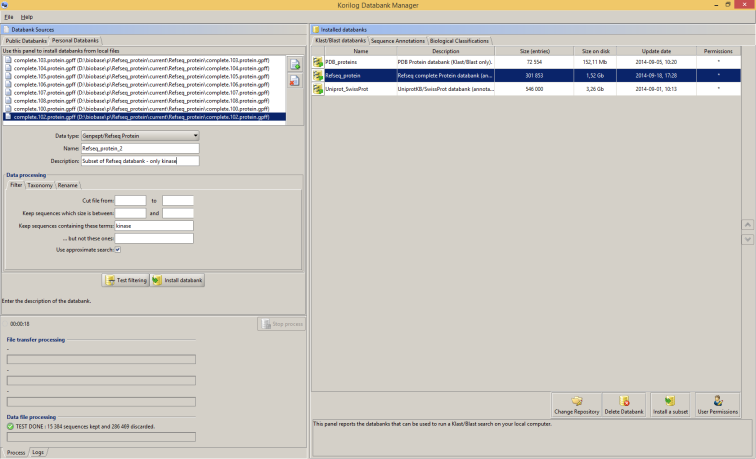 Korilog Databank Manager
File Help
Databank Sources
Public Databanks Personal Databanks
Use this panel to install databanks from local files
complete.103.protein.gpff (D:\biobase\p\Refseq_protein\current\Refseq_protein\complete.103.protein.gpff)
complete.104.protein.gpff (D:\biobase\p\Refseq_protein\current\Refseq_protein\complete.104.protein.gpff)
complete.105.protein.gpff (D:\biobase\p\Refseq_protein\current\Refseq_protein\complete.105.protein.gpff)
complete.106.protein.gpff (D:\biobase\p\Refseq_protein\current\Refseq_protein\complete.106.protein.gpff)
complete.107.protein.gpff (D:\biobase\p\Refseq_protein\current\Refseq_protein\complete.107.protein.gpff)
complete.108.protein.gpff (D:\biobase\p\Refseq_protein\current\Refseq_protein\complete.108.protein.gpff)
complete.100.protein.gpff (D:\biobase\p\Refseq_protein\current\Refseq_protein\complete.100.protein.gpff)
complete.102.protein.gpff (D:\biobase\p\Refseq_protein\current\Refseq_protein\complete.102.protein.gpff)
Data type: Genpept/Refseq Protein
Name: Refseq_protein_2
Description: Subset of Refseq databank - only kinase
Data processing
Filter Taxonomy Rename
Cut file from: to
Keep sequences which size is between: and
Keep sequences containing these terms: kinase
... but not these ones:
Use approximate search:
Test filtering Install databank
Enter the description of the databank.
00:00:18 Stop process
File transfer processing
-
-
-
Data file processing
TEST DONE : 15 384 sequences kept and 286 469 discarded.
Process Logs
Installed databanks
Klast/Blast databanks Sequence Annotations Biological Classifications
Name Description Size (entries) Size on disk Update date Permissions
PDB_proteins PDB Protein databank (Klast/Blast only). 72 554 152,11 Mb 2014-09-05, 10:20 *
Refseq_protein Refseq complete Protein databank (an... 301 853 1,52 Gb 2014-09-18, 17:28 *
Uniprot_SwissProt UniprotKB/SwissProt databank (annota... 546 000 3,26 Gb 2014-09-01, 10:13 *
Change Repository Delete Databank Install a subset User Permissions
This panel reports the databanks that can be used to run a Klast/Blast search on your local computer.